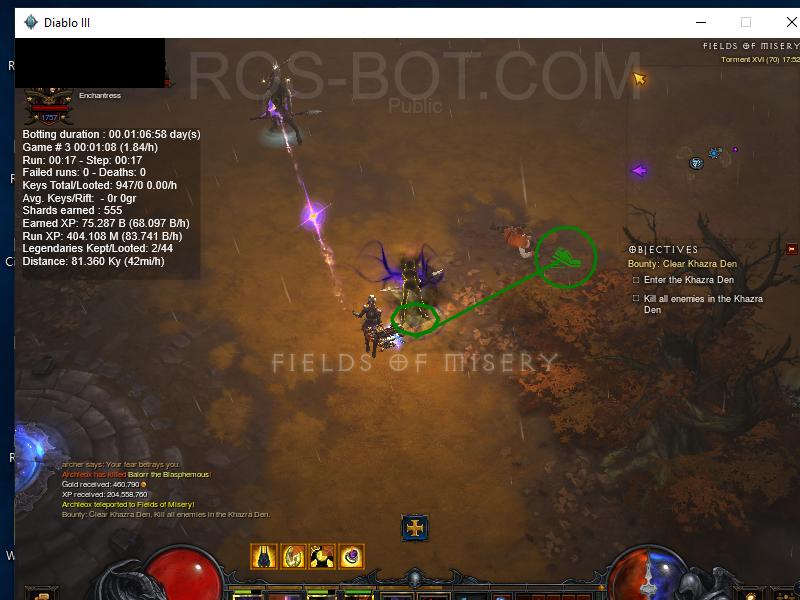 Diablo III
FIELDS OF MISERY
Torment XVI (70) 17:52
ROS-BOT.COM
Public
Enchantress
1757
Botting duration : 00.01:06:58 day(s)
Game # 3 00:01:08 (1.84/h)
Run: 00:17 - Step: 00:17
Failed runs: 0 - Deaths: 0
Keys Total/Looted: 947/0 0.00/h
Avg. Keys/Rift: - 0r 0gr
Shards earned : 555
Earned XP: 75.287 B (68.097 B/h)
Run XP: 404.108 M (83.741 B/h)
Legendaries Kept/Looted: 2/44
Distance: 81.360 Ky (42mi/h)
OBJECTIVES
Bounty: Clear Khazra Den
Enter the Khazra Den
Kill all enemies in the Khazra
Den
FIELDS OF MISERY
archer says: Your fear betrays you.
Archleox has killed Balorr the Blasphemous!
Gold received: 460,790
XP received: 204,558,760
Archleox teleported to Fields of Misery!
Bounty: Clear Khazra Den, Kill all enemies in the Khazra Den.